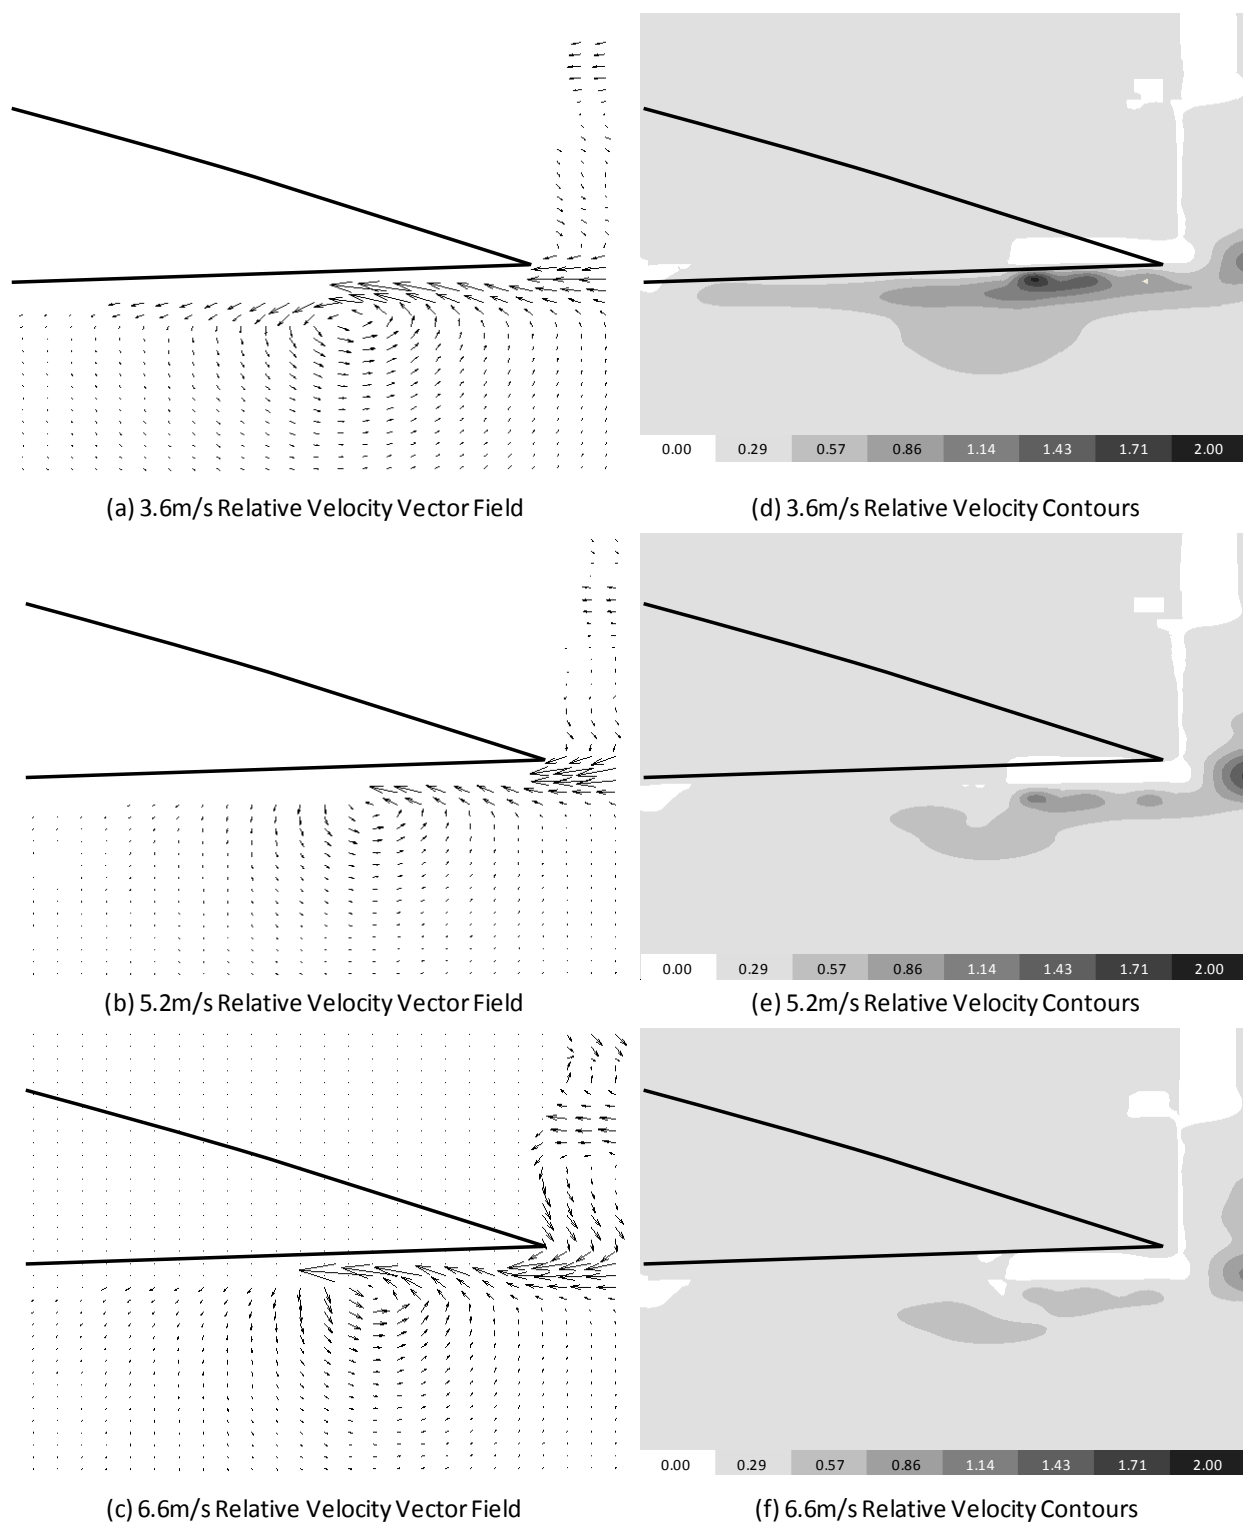 0.00 0.29 0.57 0.86 1.14 1.43 1.71 2.00
(a) 3.6m/s Relative Velocity Vector Field
(d) 3.6m/s Relative Velocity Contours
0.00 0.29 0.57 0.86 1.14 1.43 1.71 2.00
(b) 5.2m/s Relative Velocity Vector Field
(e) 5.2m/s Relative Velocity Contours
0.00 0.29 0.57 0.86 1.14 1.43 1.71 2.00
(c) 6.6m/s Relative Velocity Vector Field
(f) 6.6m/s Relative Velocity Contours